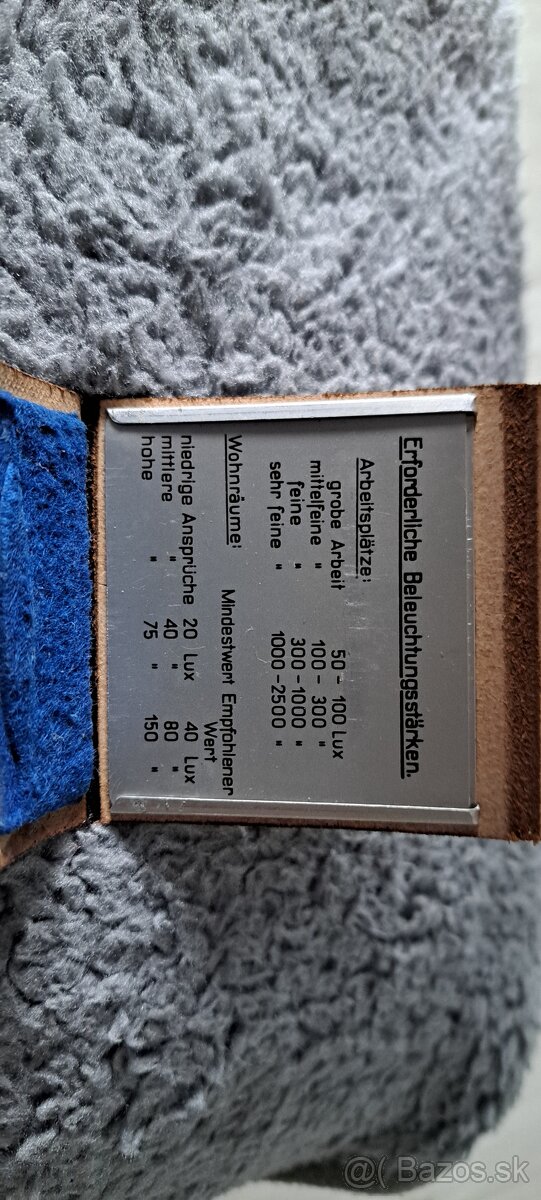 Erforderliche Beleuchtungsstärken.
Arbeitsplätze:
grobe Arbeit 50 - 100 Lux
mittelfeine " 100 - 300 "
feine " 300 - 1000 "
sehr feine " 1000 - 2500 "
Wohnräume: Mindestwert Empfohlener
Wert
niedrige Ansprüche 20 Lux 40 Lux
mittlere " 40 " 80 "
hohe " 75 " 150 "
@( Bazos.sk